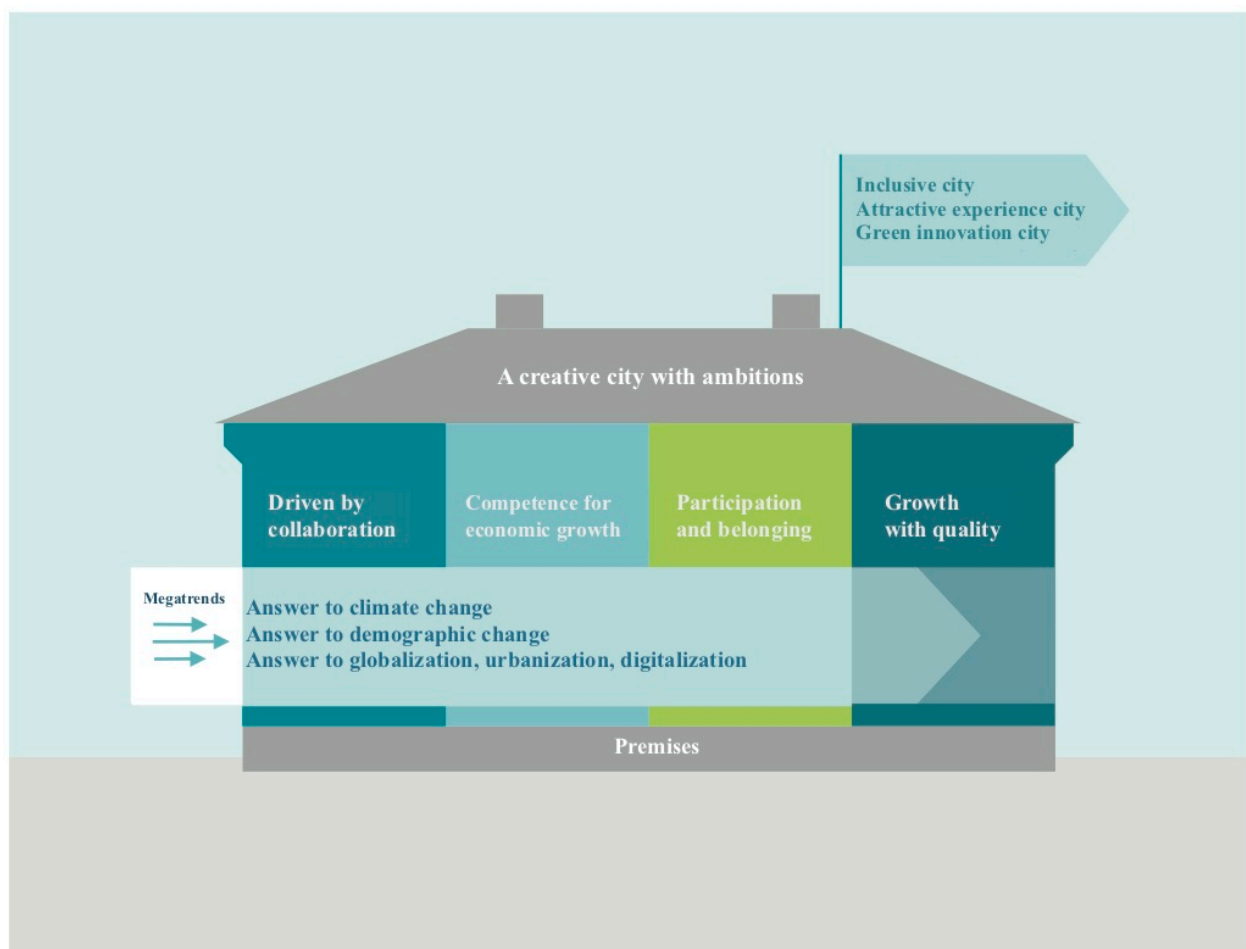 Inclusive city
Attractive experience city
Green innovation city
A creative city with ambitions
Driven by
collaboration
Competence for
economic growth
Participation
and belonging
Growth
with quality
Megatrends
Answer to climate change
Answer to demographic change
Answer to globalization, urbanization, digitalization
Premises